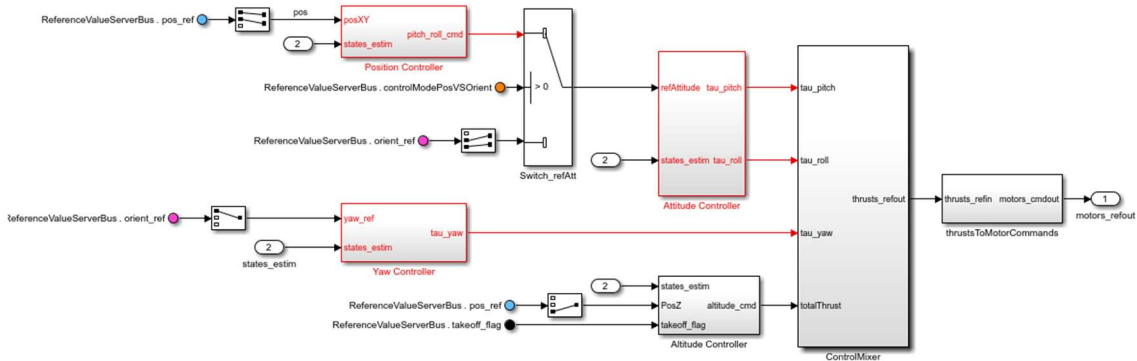 ReferenceValueServerBus . pos_ref
pos
posXY
pitch_roll_cmd
2
states_estim
Position Controller
ReferenceValueServerBus . controlModePosVSOrient
> 0
refAttitude
tau_pitch
tau_pitch
ReferenceValueServerBus . orient_ref
Switch_refAtt
2
states_estim
tau_roll
tau_roll
Attitude Controller
thrusts_refout
thrusts_refin
motors_cmdout
1
motors_refout
thrustsToMotorCommands
ReferenceValueServerBus . orient_ref
yaw_ref
tau_yaw
tau_yaw
2
states_estim
states_estim
Yaw Controller
2
states_estim
ReferenceValueServerBus . pos_ref
PosZ
altitude_cmd
totalThrust
ReferenceValueServerBus . takeoff_flag
takeoff_flag
Altitude Controller
ControlMixer